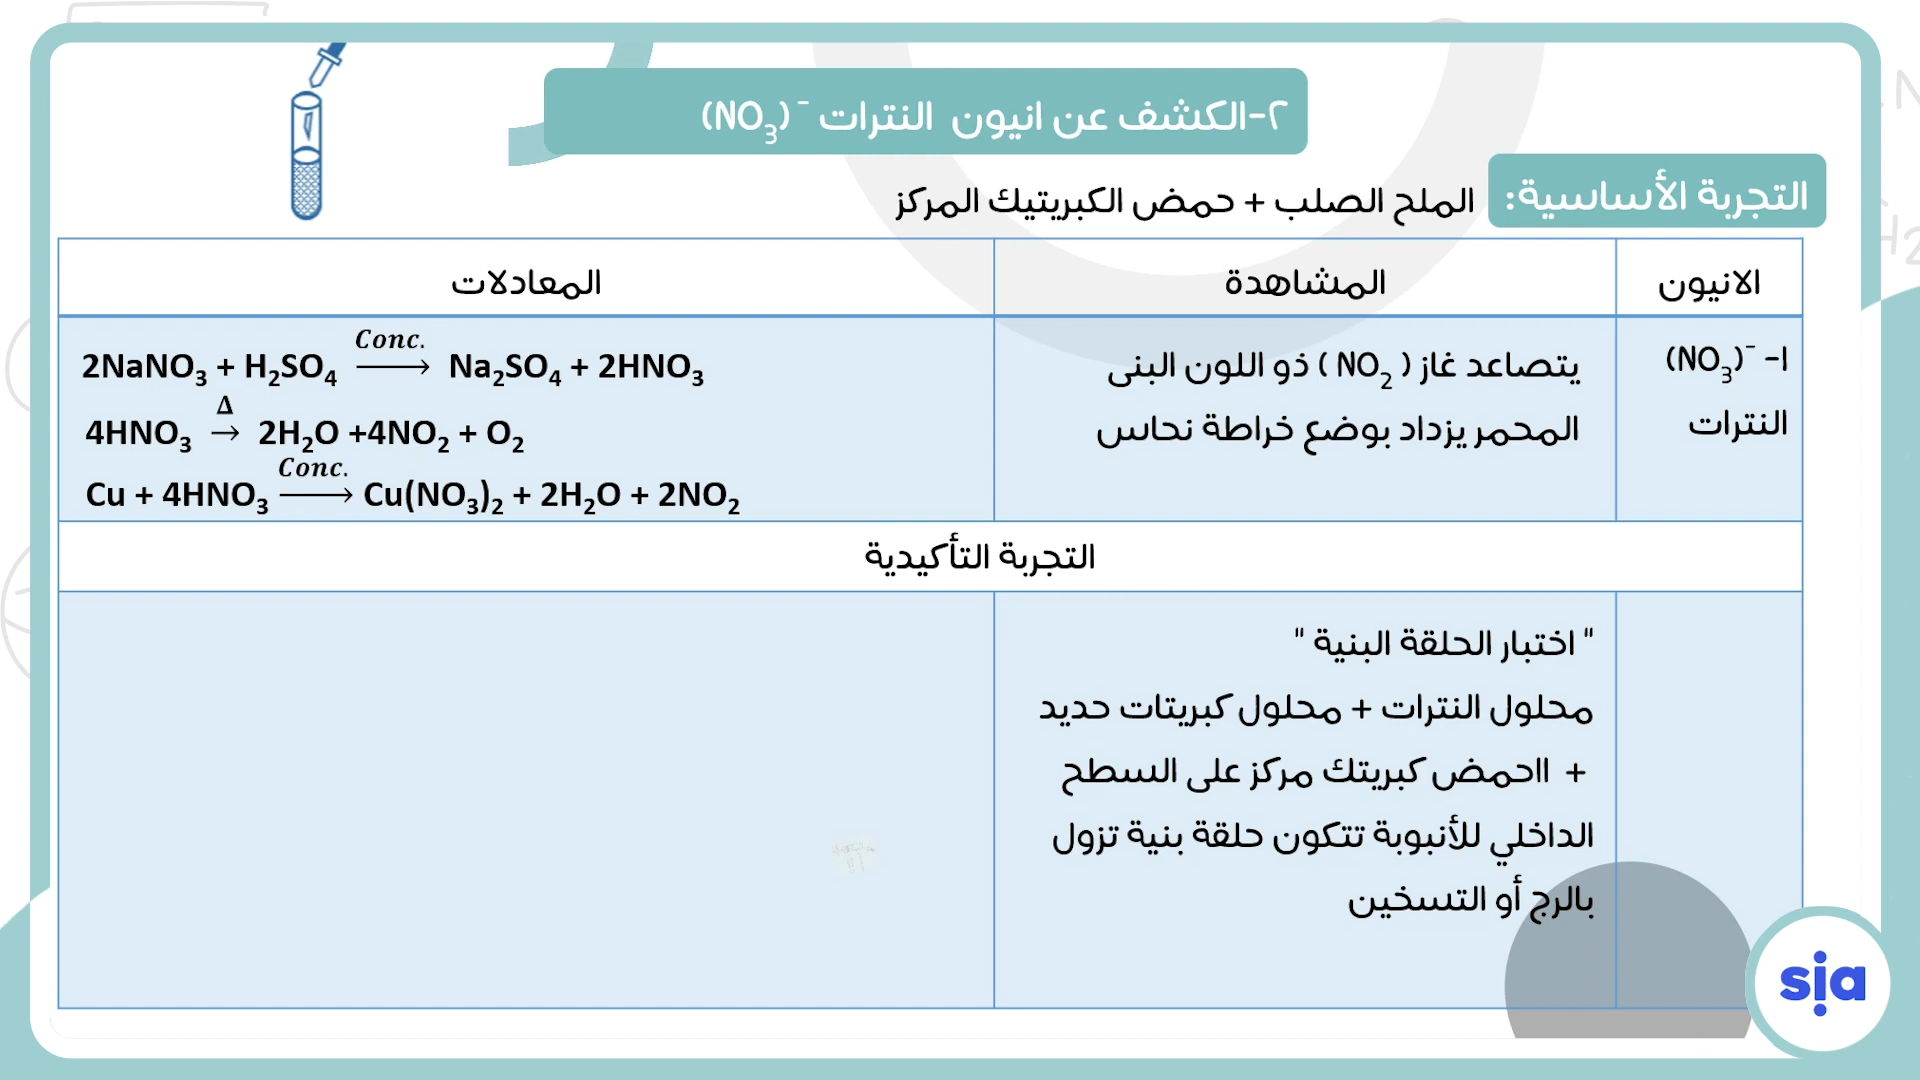 ٢-الكشف عن انيون النترات ⁻(NO₃)
التجربة الأساسية: الملح الصلب + حمض الكبريتيك المركز
الانيون المشاهدة المعادلات
١- ⁻(NO₃)
النترات
يتصاعد غاز ( NO₂ ) ذو اللون البنى
المحمر يزداد بوضع خراطة نحاس
2NaNO₃ + H₂SO₄ —Conc.→ Na₂SO₄ + 2HNO₃
4HNO₃ —Δ→ 2H₂O +4NO₂ + O₂
Cu + 4HNO₃ —Conc.→ Cu(NO₃)₂ + 2H₂O + 2NO₂
التجربة التأكيدية
" اختبار الحلقة البنية "
محلول النترات + محلول كبريتات حديد
+ ااحمض كبريتك مركز على السطح
الداخلي للأنبوبة تتكون حلقة بنية تزول
بالرج أو التسخين
sia